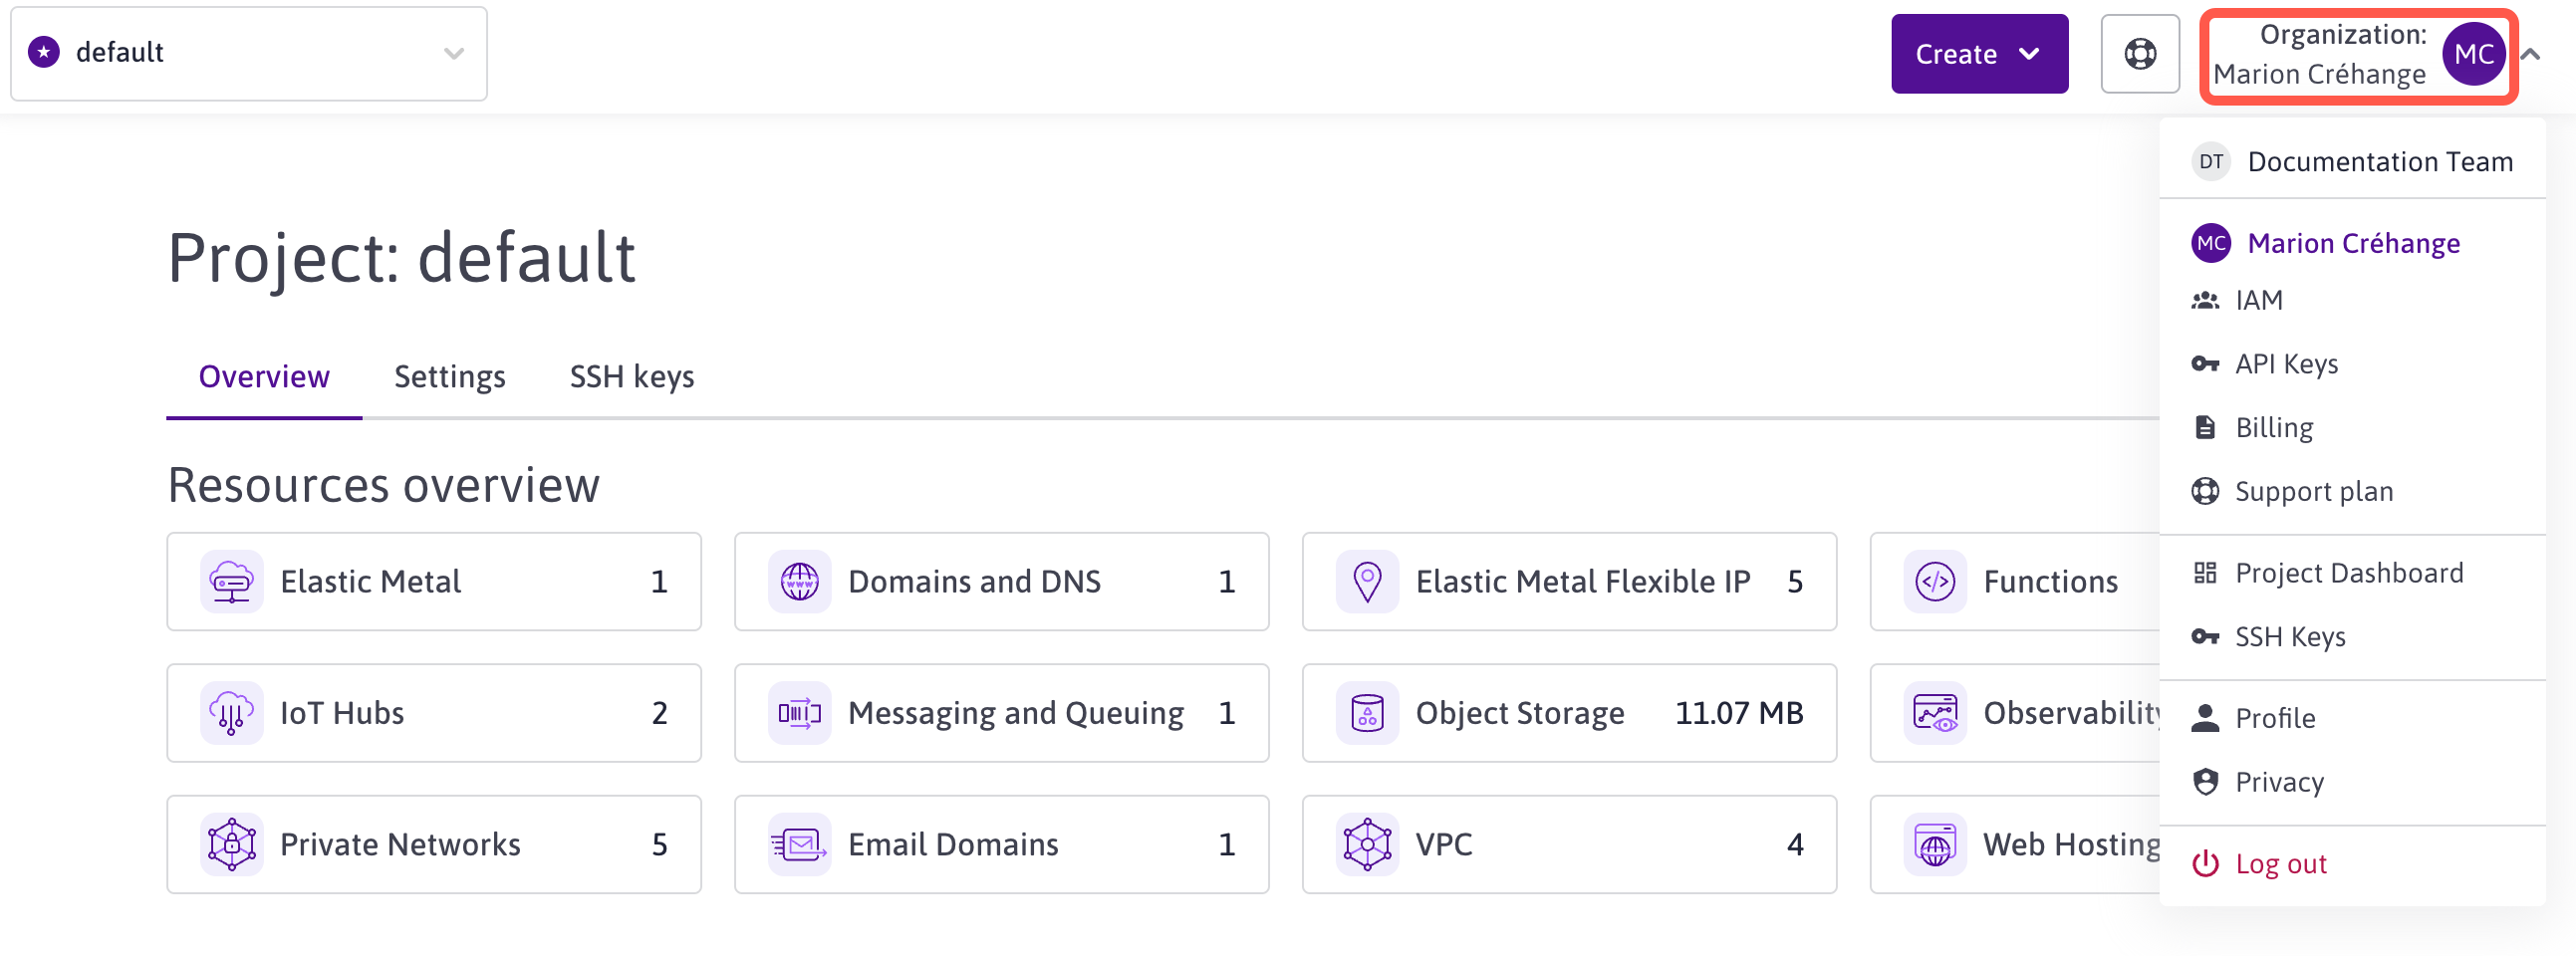 default
Create
Organization:
Marion Créhange
MC
DT Documentation Team
MC Marion Créhange
IAM
API Keys
Billing
Support plan
Project Dashboard
SSH Keys
Profile
Privacy
Log out
Project: default
Overview Settings SSH keys
Resources overview
Elastic Metal 1
Domains and DNS 1
Elastic Metal Flexible IP 5
Functions
IoT Hubs 2
Messaging and Queuing 1
Object Storage 11.07 MB
Observability
Private Networks 5
Email Domains 1
VPC 4
Web Hosting